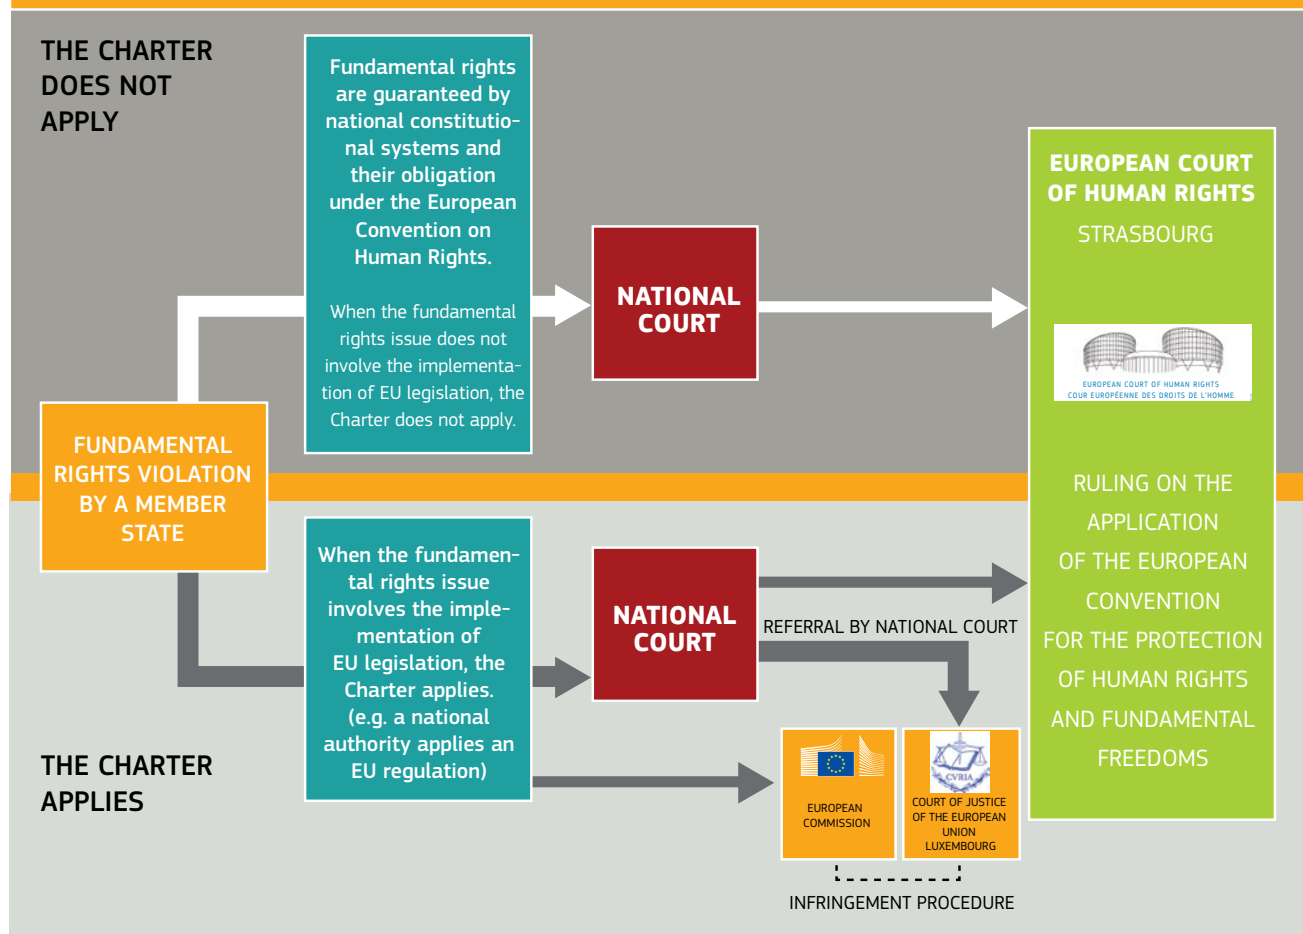 THE CHARTER
DOES NOT
APPLY
Fundamental rights
are guaranteed by
national constitutio-
nal systems and
their obligation
under the European
Convention on
Human Rights.
When the fundamental
rights issue does not
involve the implementa-
tion of EU legislation, the
Charter does not apply.
NATIONAL
COURT
EUROPEAN COURT
OF HUMAN RIGHTS
STRASBOURG
EUROPEAN COURT OF HUMAN RIGHTS
COUR EUROPÉENNE DES DROITS DE L'HOMME
RULING ON THE
APPLICATION
OF THE EUROPEAN
CONVENTION
FOR THE PROTECTION
OF HUMAN RIGHTS
AND FUNDAMENTAL
FREEDOMS
FUNDAMENTAL
RIGHTS VIOLATION
BY A MEMBER
STATE
When the fundamen-
tal rights issue
involves the imple-
mentation of
EU legislation, the
Charter applies.
(e.g. a national
authority applies an
EU regulation)
NATIONAL
COURT
REFERRAL BY NATIONAL COURT
THE CHARTER
APPLIES
EUROPEAN
COMMISSION
CVRIA
COURT OF JUSTICE
OF THE EUROPEAN
UNION
LUXEMBOURG
INFRINGEMENT PROCEDURE